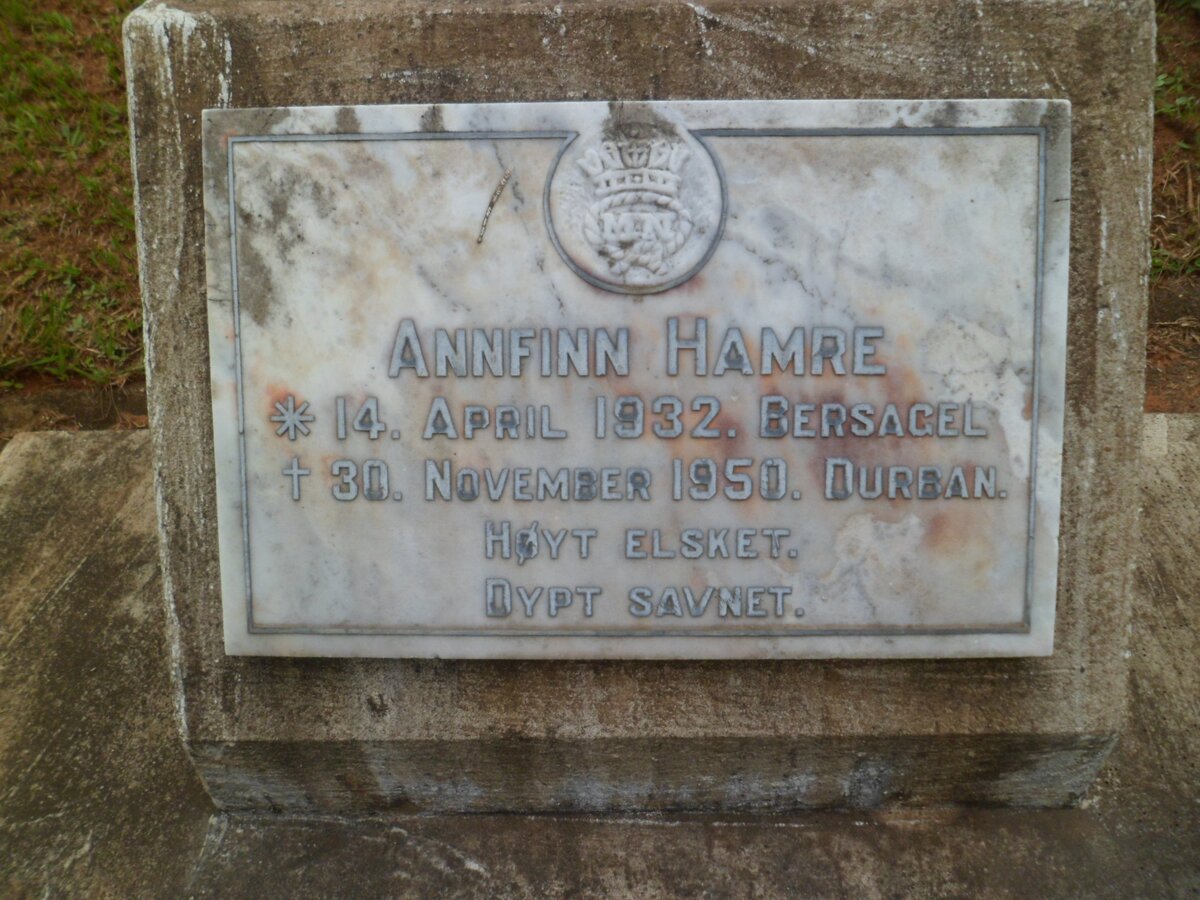 M.N.
ANNFINN HAMRE
* 14. APRIL 1932. BERSAGEL
† 30. NOVEMBER 1950. DURBAN.
HØYT ELSKET.
DYPT SAVNET.